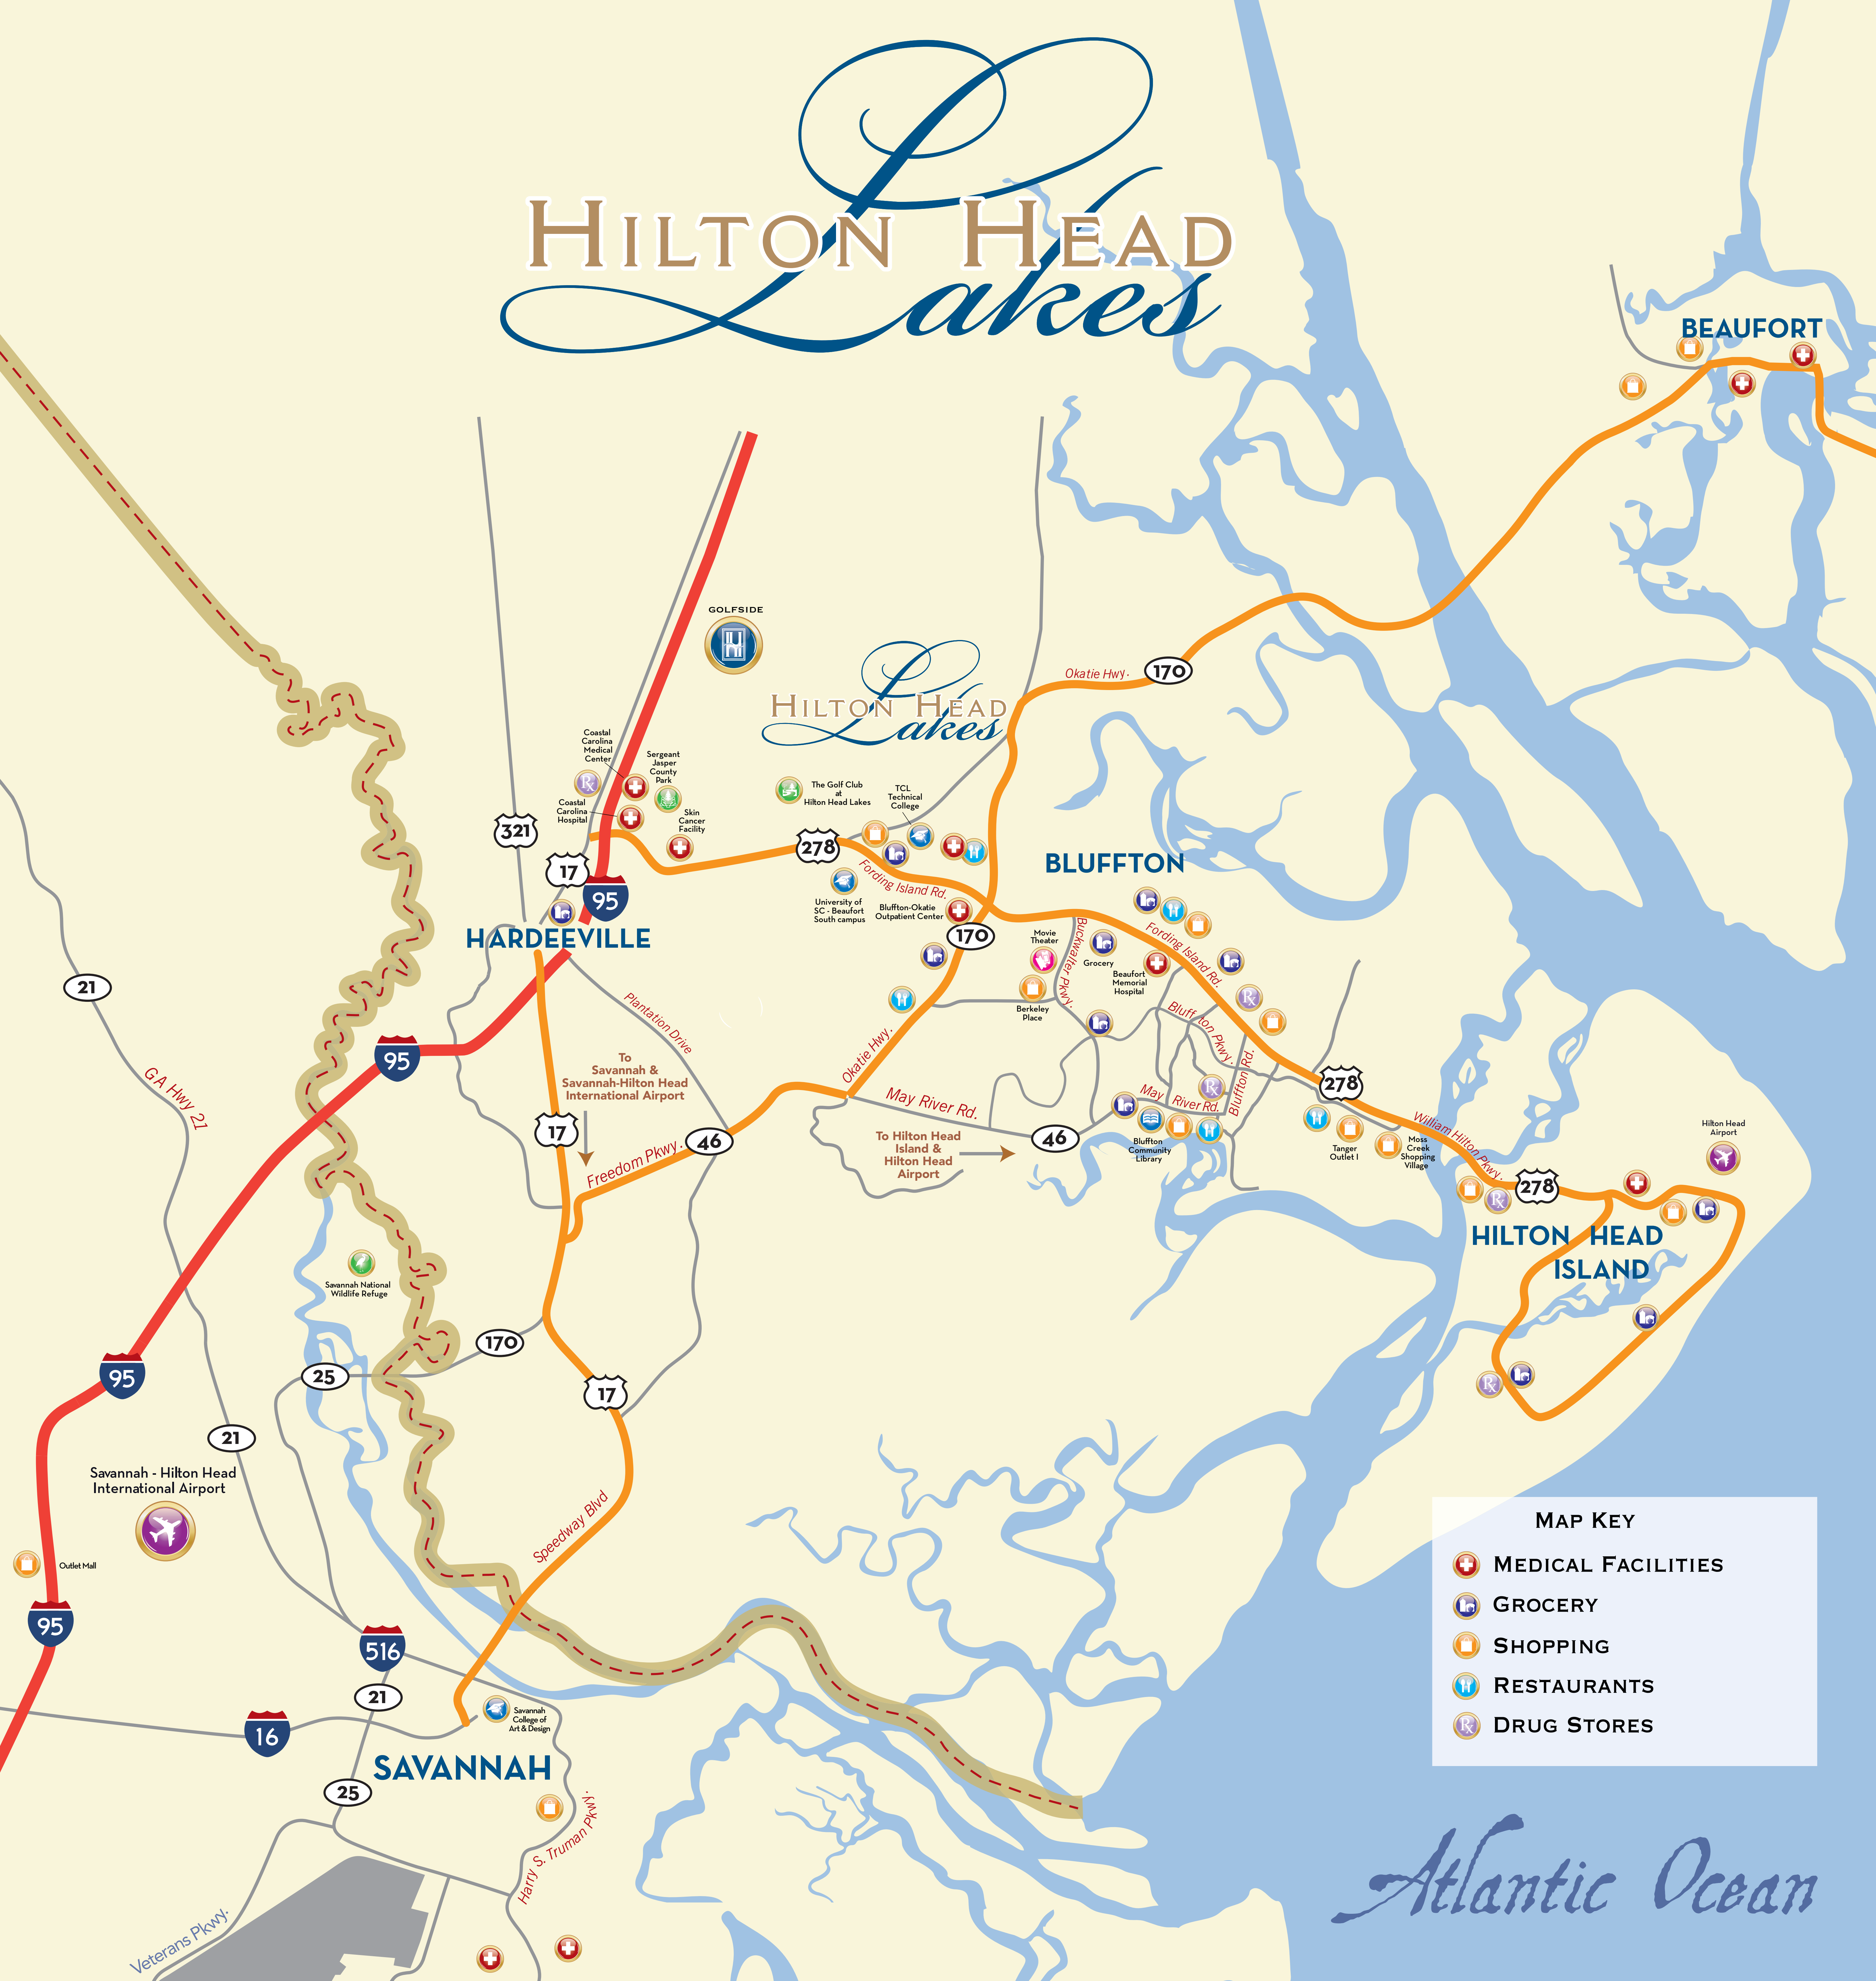 Hilton Head
Lakes
BEAUFORT
GOLFSIDE
Hilton Head
Lakes
Okatie Hwy.
170
Coastal
Carolina
Medical
Center
Sergeant
Jasper
County
Park
Coastal
Carolina
Hospital
Skin
Cancer
Facility
The Golf Club
at
Hilton Head Lakes
TCL
Technical
College
321
17
95
278
Fording Island Rd.
BLUFFTON
University of
SC - Beaufort
South campus
Bluffton-Okatie
Outpatient Center
170
HARDEEVILLE
Movie
Theater
Buckwalter Pkwy.
Grocery
Beaufort
Memorial
Hospital
Fording Island Rd.
Berkeley
Place
21
GA Hwy 21
95
Plantation Drive
To
Savannah &
Savannah-Hilton Head
International Airport
Okatie Hwy.
Bluffton Pkwy.
Bluffton Rd.
278
May River Rd.
May River Rd.
17
46
Freedom Pkwy.
To Hilton Head
Island &
Hilton Head
Airport
46
Bluffton
Community
Library
Tanger
Outlet I
Moss
Creek
Shopping
Village
William Hilton Pkwy.
Hilton Head
Airport
278
HILTON HEAD
ISLAND
Savannah National
Wildlife Refuge
170
25
95
17
21
Savannah - Hilton Head
International Airport
Outlet Mall
95
Speedway Blvd
516
21
16
Savannah
College of
Art & Design
SAVANNAH
25
Harry S. Truman Pkwy.
Veterans Pkwy.
Map Key
Medical Facilities
Grocery
Shopping
Restaurants
Rx
Drug Stores
Atlantic Ocean